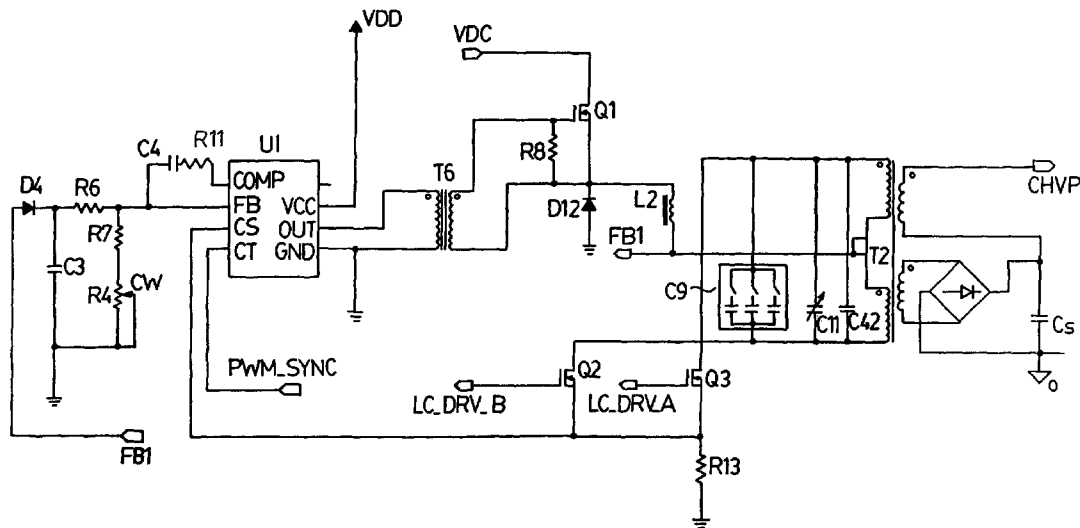 VDD
VDC
Q1
U1
R11
C4
R8
T6
COMP
D4
R6
FB
VCC
CS
OUT
CT
GND
R7
C3
CW
R4
D12
L2
FB1
CHVP
T2
C9
C11
C42
Cs
0
PWM_SYNC
Q2
Q3
LC_DRV_B
LC_DRV_A
FB1
R13